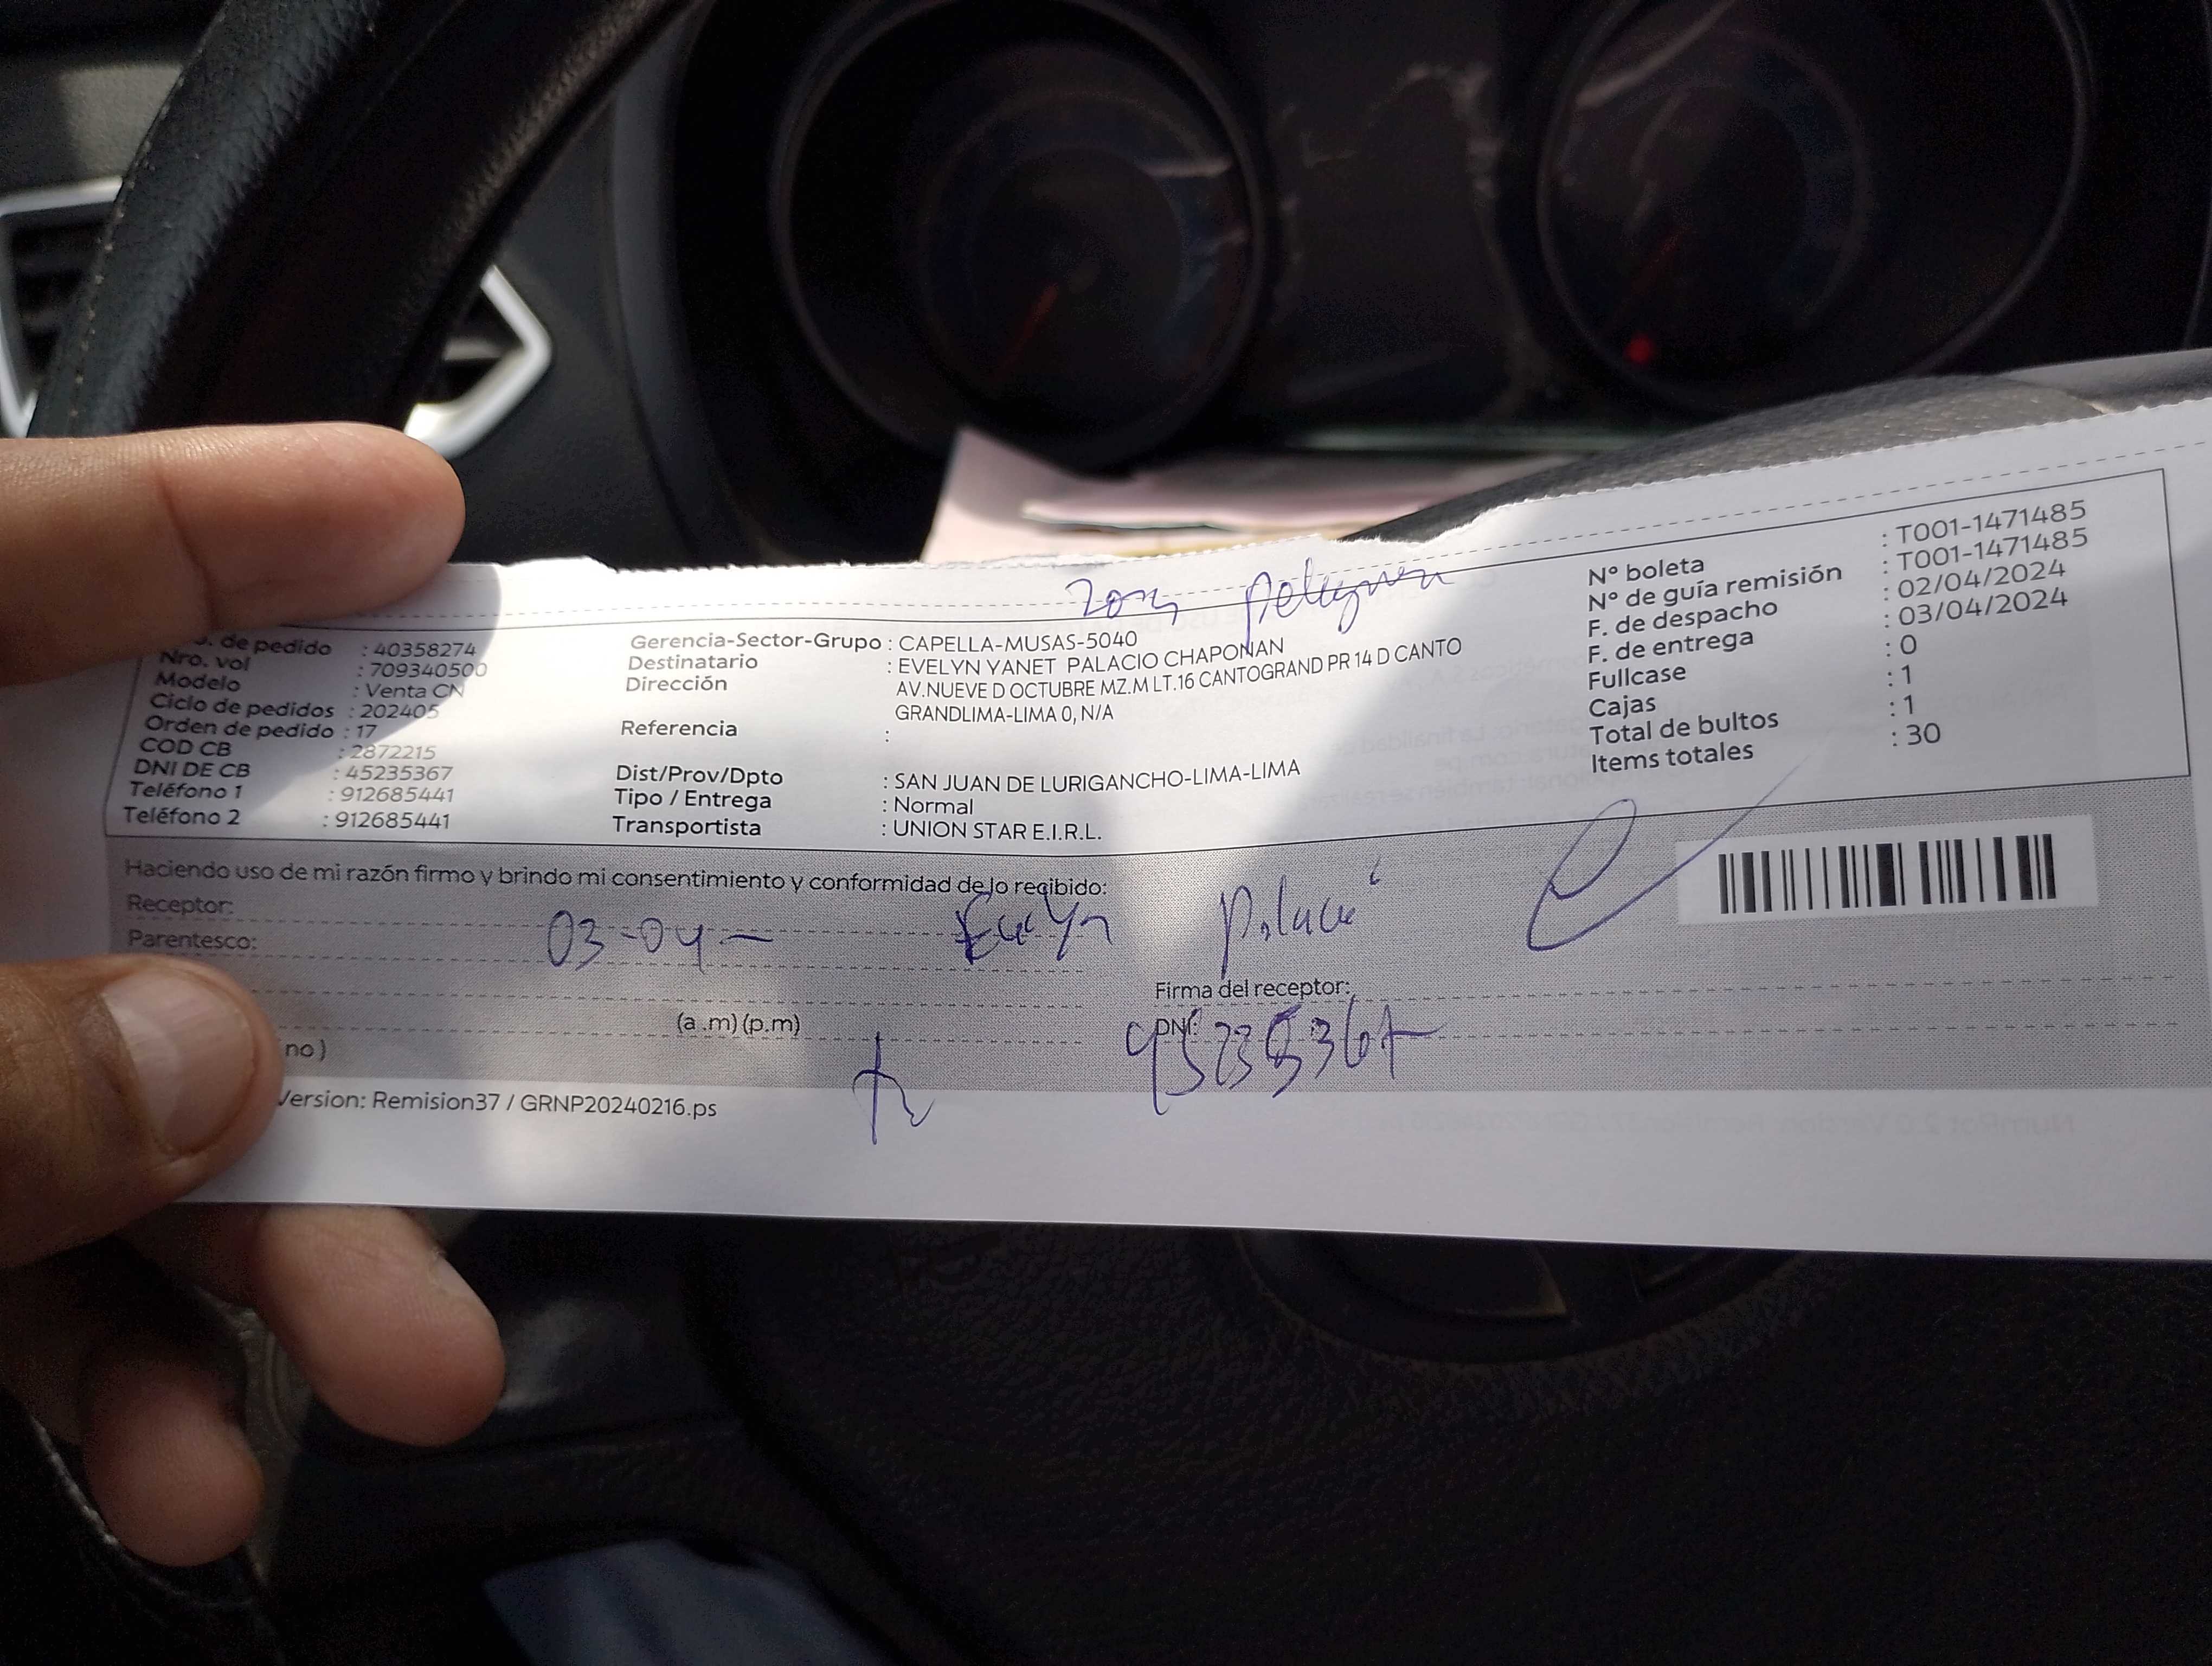 . de pedido : 40358274
Nro. vol : 709340500
Modelo : Venta CN
Ciclo de pedidos : 202405
Orden de pedido : 17
COD CB : 2872215
DNI DE CB : 45235367
Teléfono 1 : 912685441
Teléfono 2 : 912685441
Gerencia-Sector-Grupo : CAPELLA-MUSAS-5040
Destinatario : EVELYN YANET PALACIO CHAPOÑAN
Dirección AV.NUEVE D OCTUBRE MZ.M LT.16 CANTOGRAND PR 14 D CANTO
GRANDLIMA-LIMA 0, N/A
Referencia :
Dist/Prov/Dpto : SAN JUAN DE LURIGANCHO-LIMA-LIMA
Tipo / Entrega : Normal
Transportista : UNION STAR E.I.R.L.
Nº boleta : T001-1471485
Nº de guía remisión : T001-1471485
F. de despacho : 02/04/2024
F. de entrega : 03/04/2024
Fullcase : 0
Cajas : 1
Total de bultos : 1
Items totales : 30
Haciendo uso de mi razón firmo y brindo mi consentimiento y conformidad de lo recibido:
Receptor:
03-04- Evelyn Palacio
Parentesco:
Firma del receptor:
(a .m) (p.m)
DNI: 45235367
no )
Version: Remision37 / GRNP20240216.ps